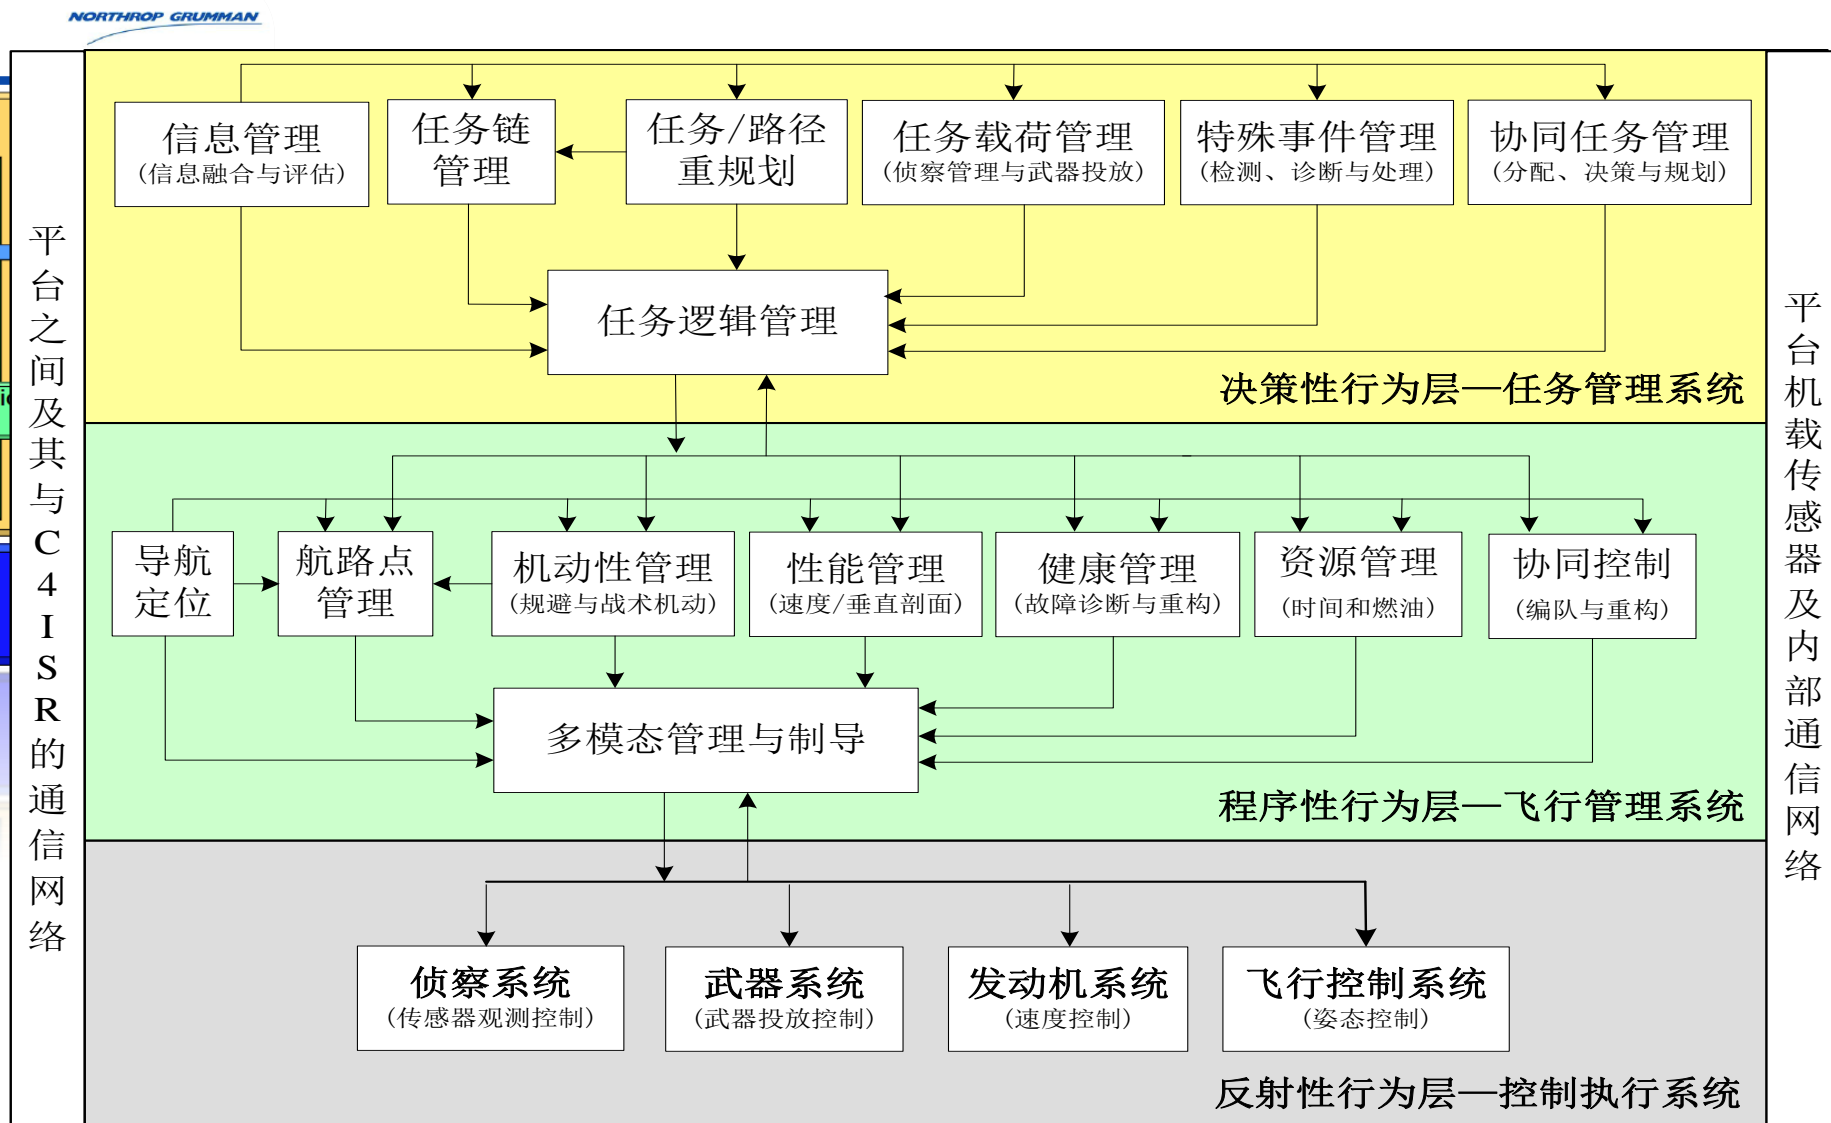 NORTHROP GRUMMAN
平台之间及其与C4ISR的通信网络
信息管理
(信息融合与评估)
任务链
管理
任务/路径
重规划
任务载荷管理
(侦察管理与武器投放)
特殊事件管理
(检测、诊断与处理)
协同任务管理
(分配、决策与规划)
任务逻辑管理
决策性行为层—任务管理系统
导航
定位
航路点
管理
机动性管理
(规避与战术机动)
性能管理
(速度/垂直剖面)
健康管理
(故障诊断与重构)
资源管理
(时间和燃油)
协同控制
(编队与重构)
多模态管理与制导
程序性行为层—飞行管理系统
侦察系统
(传感器观测控制)
武器系统
(武器投放控制)
发动机系统
(速度控制)
飞行控制系统
(姿态控制)
反射性行为层—控制执行系统
平台机载传感器及内部通信网络